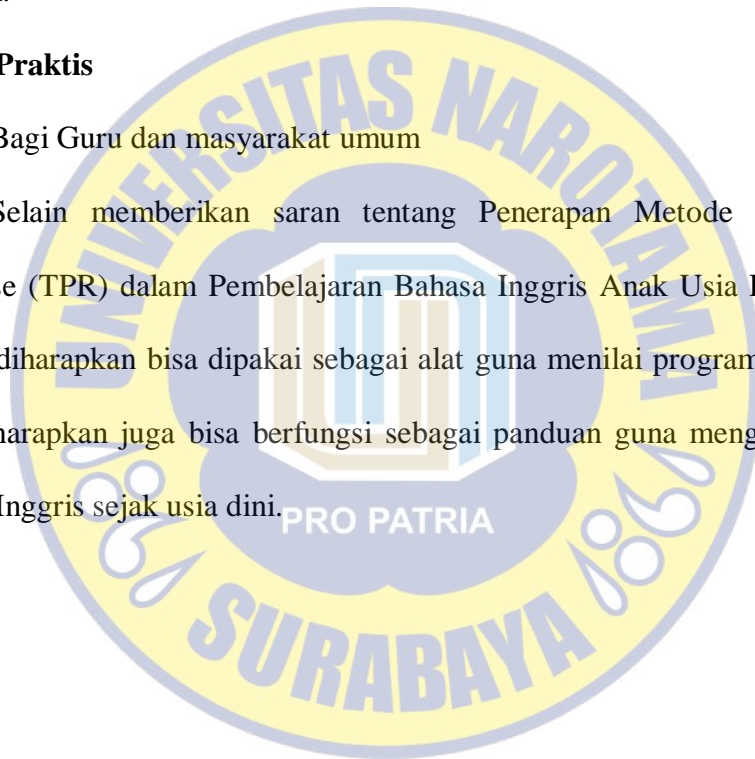 Praktis
Bagi Guru dan masyarakat umum
Selain memberikan saran tentang Penerapan Metode
(TPR) dalam Pembelajaran Bahasa Inggris Anak Usia
diharapkan bisa dipakai sebagai alat guna menilai program
juga bisa berfungsi sebagai panduan guna
Inggris sejak usia dini.
UNIVERSITAS NAROTAMA
PRO PATRIA
SURABAYA